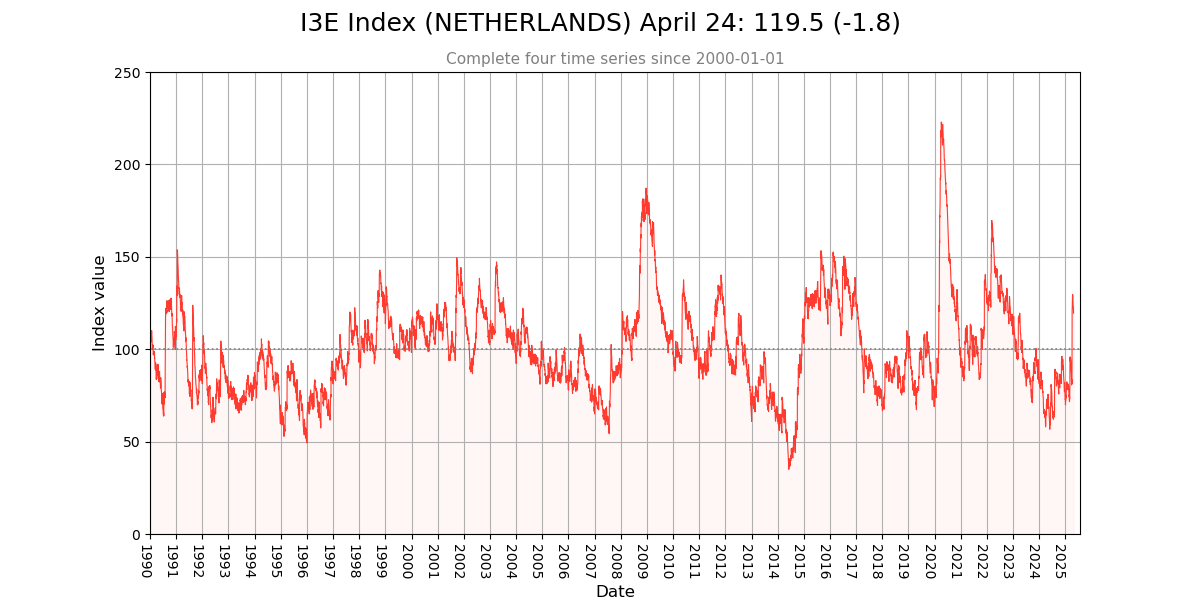 I3E Index (NETHERLANDS) April 24: 119.5 (-1.8)
Complete four time series since 2000-01-01
250
200
150
100
50
0
Index value
1990 1991 1992 1993 1994 1995 1996 1997 1998 1999 2000 2001 2002 2003 2004 2005 2006 2007 2008 2009 2010 2011 2012 2013 2014 2015 2016 2017 2018 2019 2020 2021 2022 2023 2024 2025
Date